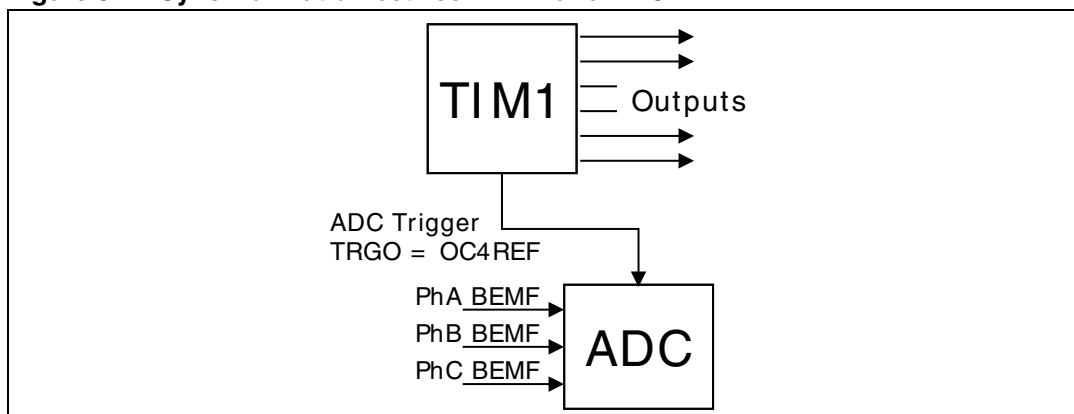 TIM1
Outputs
ADC Trigger
TRGO = OC4REF
PhA BEMF
PhB BEMF
PhC BEMF
ADC